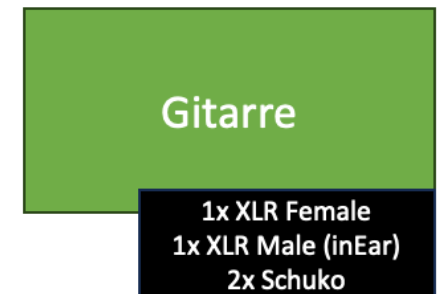 Gitarre
1x XLR Female
1x XLR Male (inEar)
2x Schuko